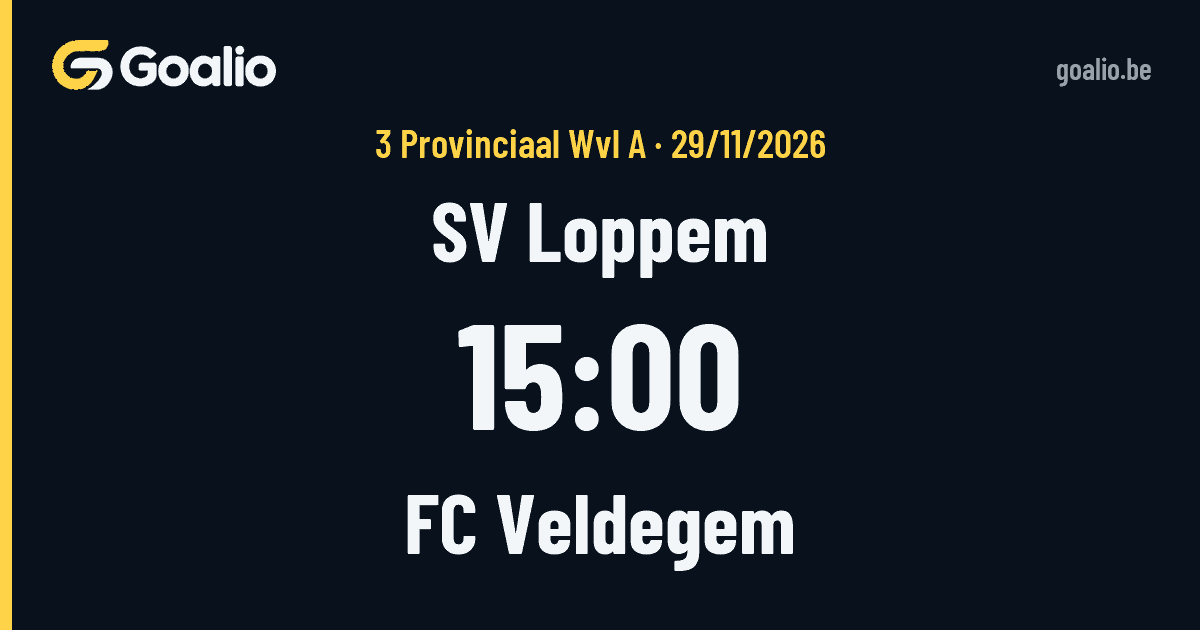 Goalio
goalio.be
3 Provinciaal Wvl A · 29/11/2026
SV Loppem
15:00
FC Veldegem